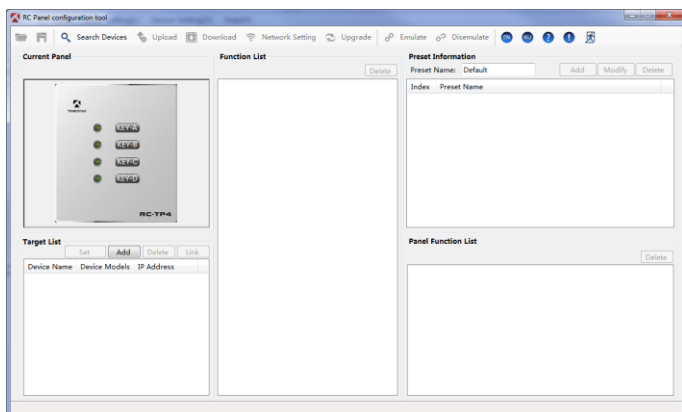 RC Panel configuration tool
Search Devices Upload Download Network Setting Upgrade Emulate Disemulate CN RU ? !
Current Panel
KEY-A
KEY-B
KEY-C
KEY-D
RC-TP4
Target List
Set Add Delete Link
Device Name Device Models IP Address
Function List
Delete
Preset Information
Preset Name: Default Add Modify Delete
Index Preset Name
Panel Function List
Delete